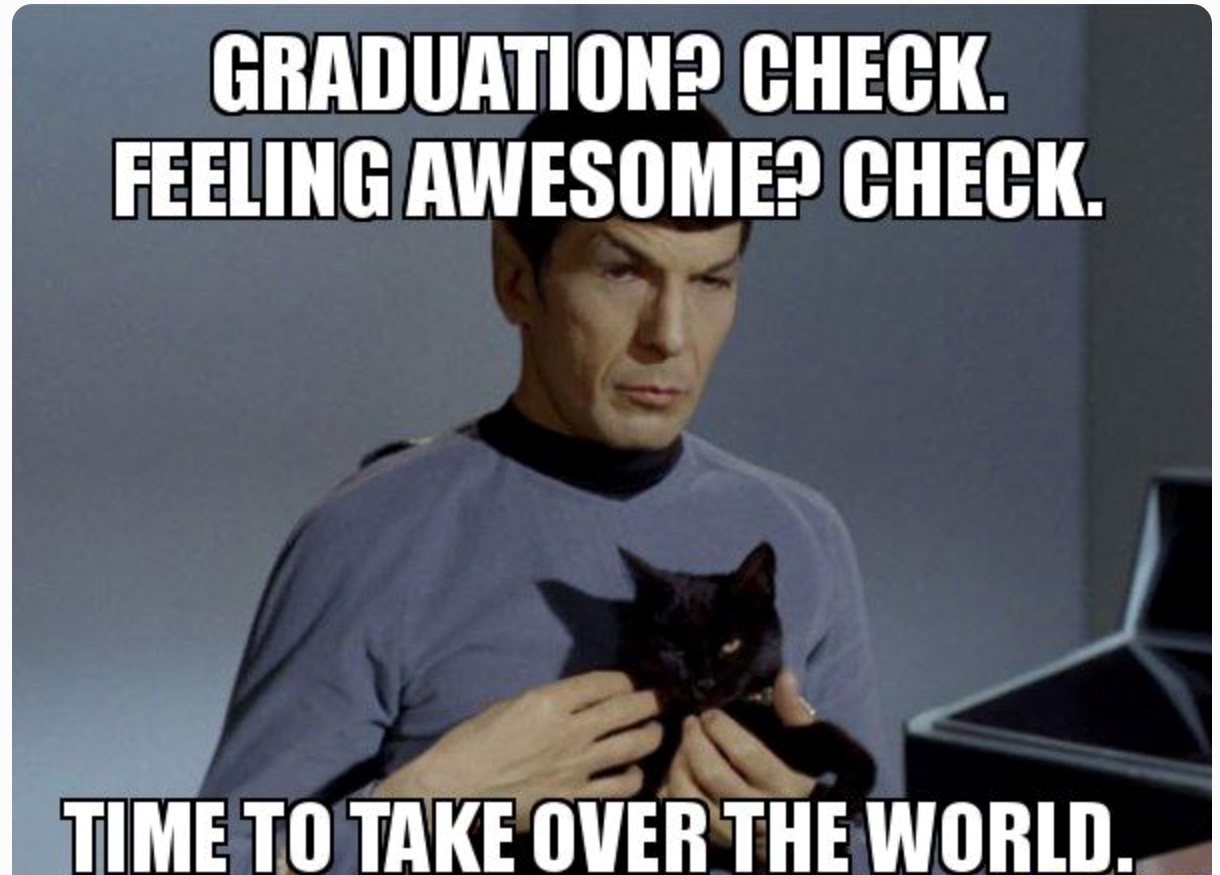 GRADUATION? CHECK.
FEELING AWESOME? CHECK.
TIME TO TAKE OVER THE WORLD.